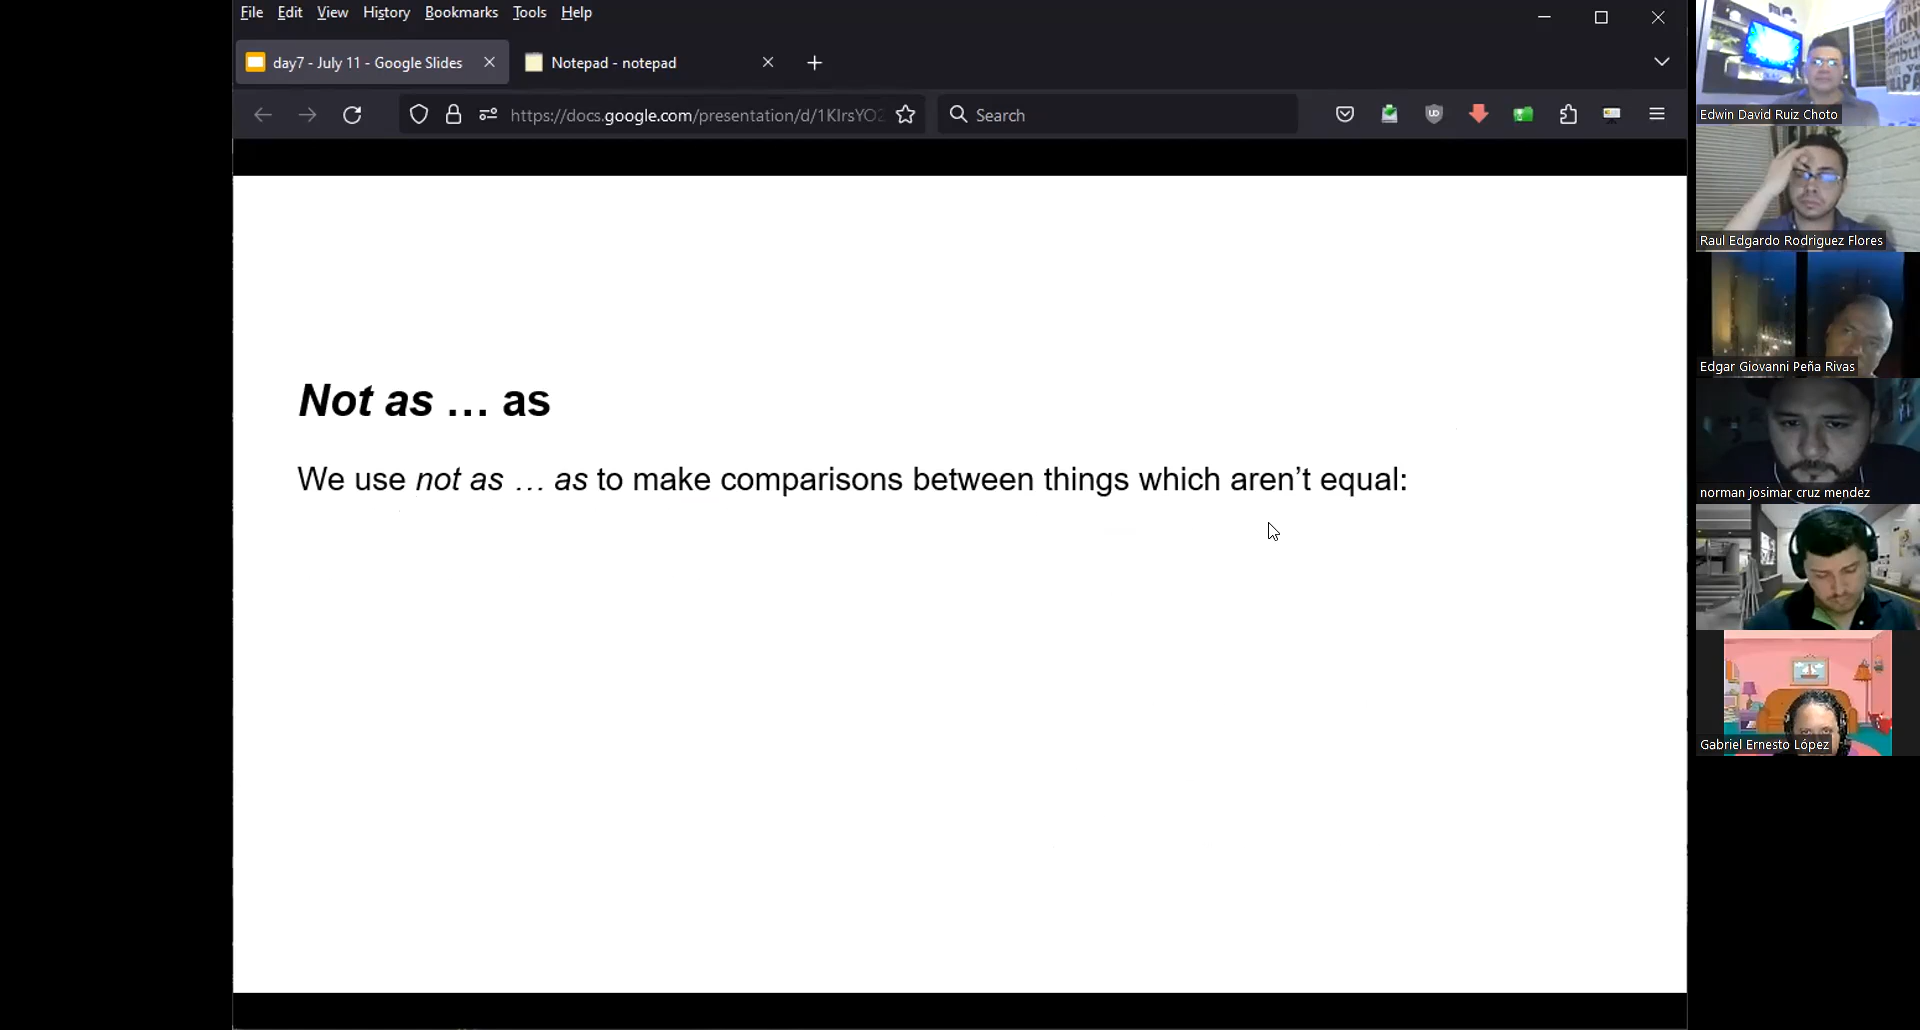 File Edit View History Bookmarks Tools Help
day7 - July 11 - Google Slides
Notepad - notepad
https://docs.google.com/presentation/d/1KIrsYO
Search
Not as … as
We use not as … as to make comparisons between things which aren’t equal:
Edwin David Ruiz Choto
Raul Edgardo Rodriguez Flores
Edgar Giovanni Peña Rivas
norman josimar cruz mendez
Gabriel Ernesto López